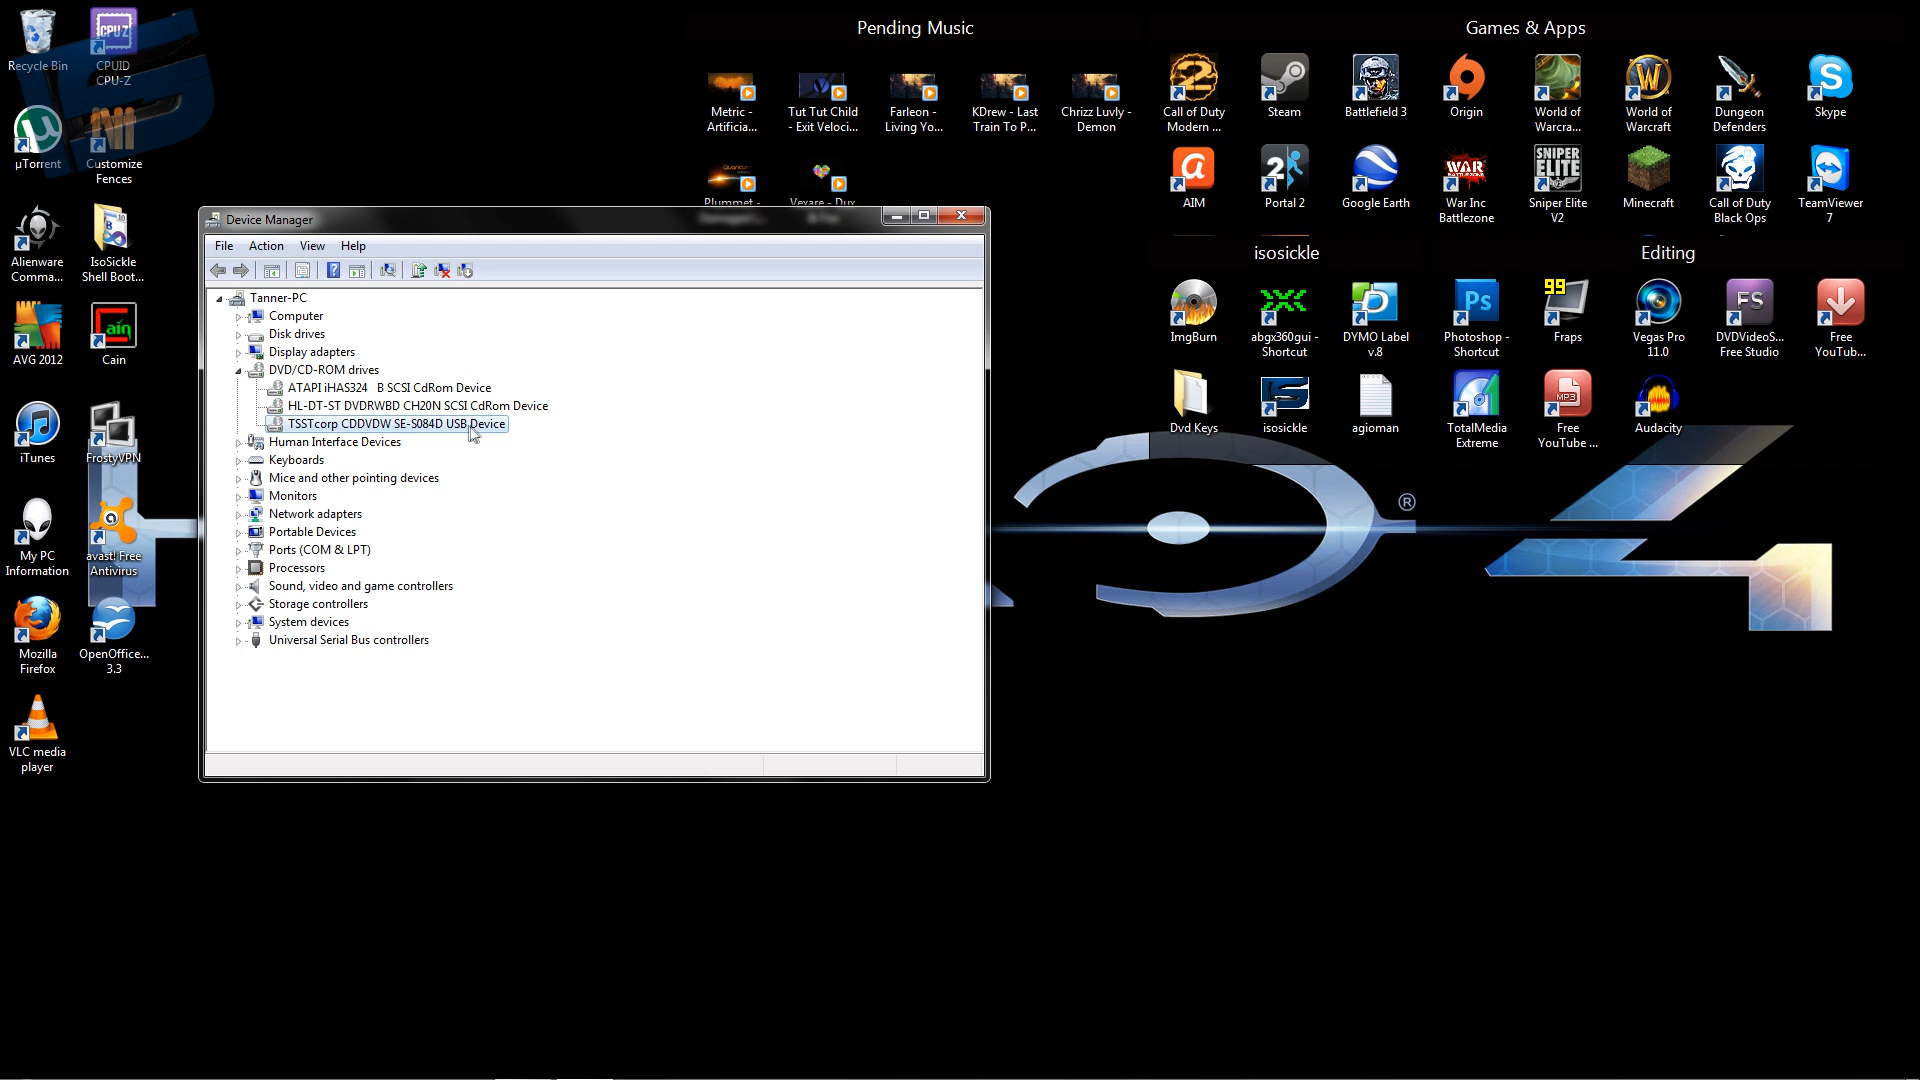 Recycle Bin
CPUID
CPU-Z
µTorrent
Customize
Fences
Alienware
Comma...
IsoSickle
Shell Boot...
AVG 2012
Cain
iTunes
FrostyVPN
My PC
Information
avast! Free
Antivirus
Mozilla
Firefox
OpenOffice...
3.3
VLC media
player
Pending Music
Metric -
Artificia...
Tut Tut Child
- Exit Veloci...
Farleon -
Living Yo...
KDrew - Last
Train To P...
Chrizz Luvly -
Demon
Plummet -
Vexare - Dux
Device Manager
File Action View Help
Tanner-PC
Computer
Disk drives
Display adapters
DVD/CD-ROM drives
ATAPI iHAS324 B SCSI CdRom Device
HL-DT-ST DVDRWBD CH20N SCSI CdRom Device
TSSTcorp CDDVDW SE-S084D USB Device
Human Interface Devices
Keyboards
Mice and other pointing devices
Monitors
Network adapters
Portable Devices
Ports (COM & LPT)
Processors
Sound, video and game controllers
Storage controllers
System devices
Universal Serial Bus controllers
Games & Apps
Call of Duty
Modern ...
Steam
Battlefield 3
Origin
World of
Warcra...
World of
Warcraft
Dungeon
Defenders
Skype
AIM
Portal 2
Google Earth
WAR
War Inc
Battlezone
SNIPER
ELITE
Sniper Elite
V2
Minecraft
Call of Duty
Black Ops
TeamViewer
7
isosickle
ImgBurn
abgx360gui -
Shortcut
DYMO Label
v.8
Dvd Keys
isosickle
agioman
Editing
Ps
Photoshop -
Shortcut
99
Fraps
Vegas Pro
11.0
FS
DVDVideoS...
Free Studio
Free
YouTub...
TotalMedia
Extreme
MP3
Free
YouTube ...
Audacity
®
4